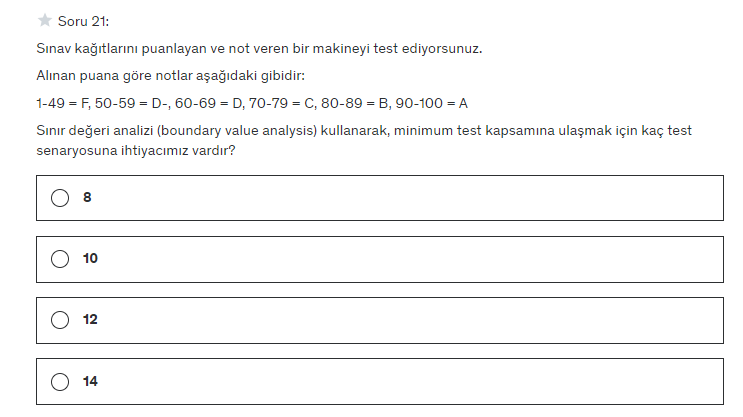 Soru 21:
Sınav kağıtlarını puanlayan ve not veren bir makineyi test ediyorsunuz.
Alınan puana göre notlar aşağıdaki gibidir:
1-49 = F, 50-59 = D-, 60-69 = D, 70-79 = C, 80-89 = B, 90-100 = A
Sınır değeri analizi (boundary value analysis) kullanarak, minimum test kapsamına ulaşmak için kaç test
senaryosuna ihtiyacımız vardır?
8
10
12
14